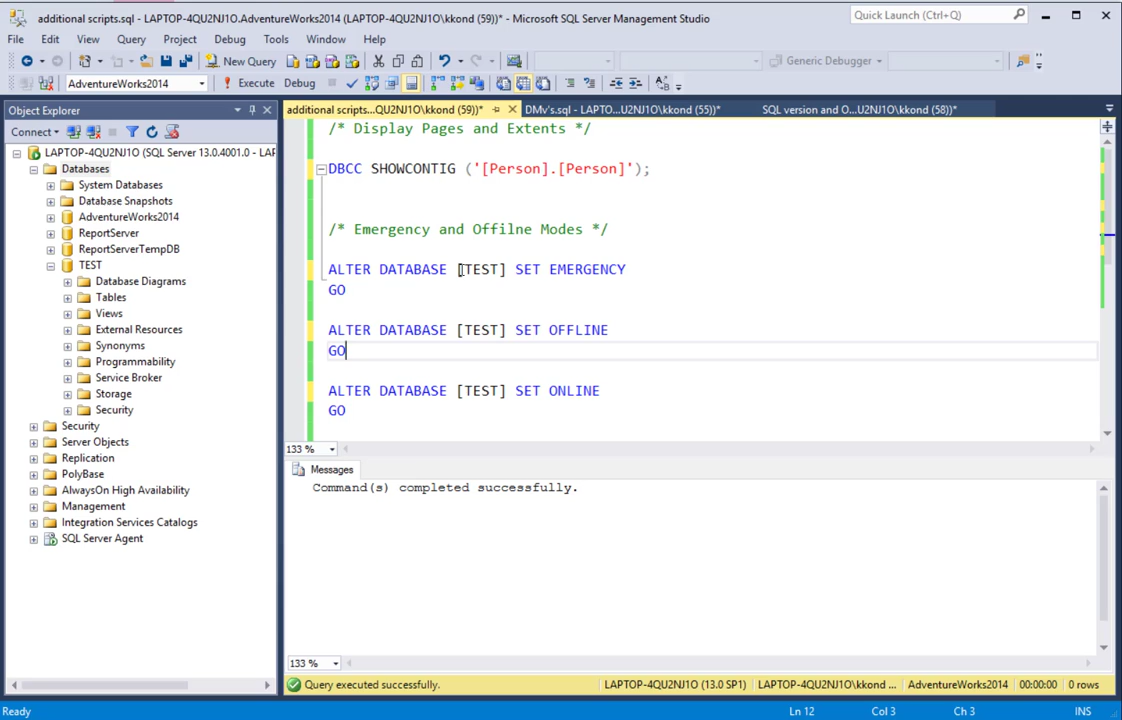 additional scripts.sql - LAPTOP-4QU2NJ1O.AdventureWorks2014 (LAPTOP-4QU2NJ1O\kkond (59))* - Microsoft SQL Server Management Studio
Quick Launch (Ctrl+Q)
File Edit View Query Project Debug Tools Window Help
New Query
Generic Debugger
AdventureWorks2014
Execute Debug
Object Explorer
additional scripts...QU2NJ1O\kkond (59))*
DMv's.sql - LAPTO...U2NJ1O\kkond (55))*
SQL version and O...U2NJ1O\kkond (58))*
Connect
LAPTOP-4QU2NJ1O (SQL Server 13.0.4001.0 - LAP
Databases
System Databases
Database Snapshots
AdventureWorks2014
ReportServer
ReportServerTempDB
TEST
Database Diagrams
Tables
Views
External Resources
Synonyms
Programmability
Service Broker
Storage
Security
Security
Server Objects
Replication
PolyBase
AlwaysOn High Availability
Management
Integration Services Catalogs
SQL Server Agent
/* Display Pages and Extents */
DBCC SHOWCONTIG ('[Person].[Person]');
/* Emergency and Offilne Modes */
ALTER DATABASE [TEST] SET EMERGENCY
GO
ALTER DATABASE [TEST] SET OFFLINE
GO
ALTER DATABASE [TEST] SET ONLINE
GO
133 %
Messages
Command(s) completed successfully.
133 %
Query executed successfully.
LAPTOP-4QU2NJ1O (13.0 SP1)
LAPTOP-4QU2NJ1O\kkond ...
AdventureWorks2014
00:00:00
0 rows
Ready
Ln 12
Col 3
Ch 3
INS